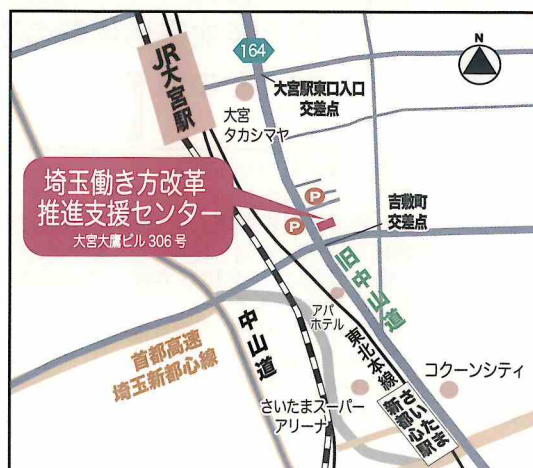 164
N
JR大宮駅
大宮駅東口入口
交差点
大宮
タカシマヤ
埼玉働き方改革
推進支援センター
大宮大鷹ビル 306 号
P
P
吉敷町
交差点
旧中山道
アパ
ホテル
中山道
東北本線
首都高速
埼玉新都心線
コクーンシティ
さいたまスーパー
アリーナ
さいたま
新都心駅